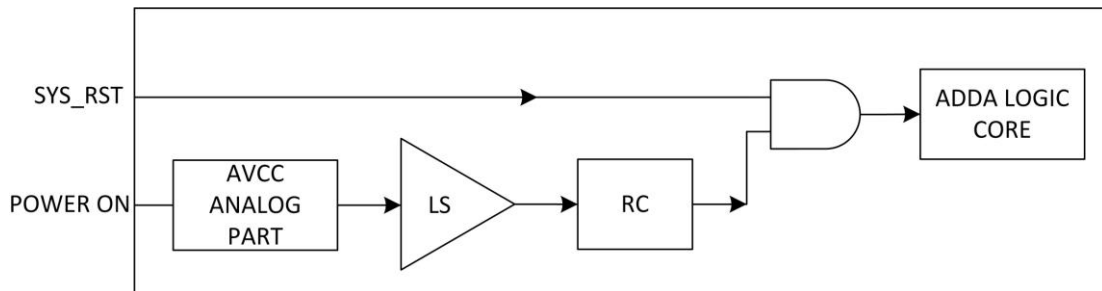 SYS_RST
ADDA LOGIC
CORE
POWER ON
AVCC
ANALOG
PART
LS
RC